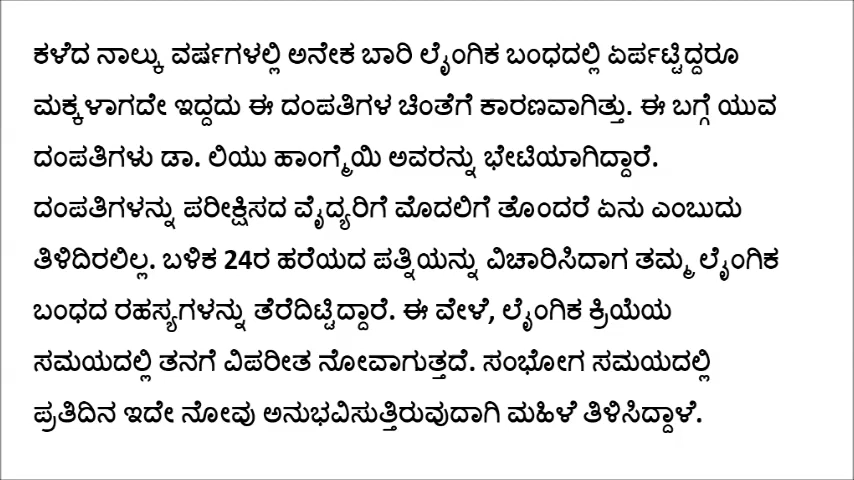 ಕಳೆದ ನಾಲ್ಕು ವರ್ಷಗಳಲ್ಲಿ ಅನೇಕ ಬಾರಿ ಲೈಂಗಿಕ ಬಂಧದಲ್ಲಿ ಏರ್ಪಟ್ಟಿದ್ದರೂ
ಮಕ್ಕಳಾಗದೇ ಇದ್ದದು ಈ ದಂಪತಿಗಳ ಚಿಂತೆಗೆ ಕಾರಣವಾಗಿತ್ತು. ಈ ಬಗ್ಗೆ ಯುವ
ದಂಪತಿಗಳು ಡಾ. ಲಿಯು ಹಾಂಗ್ಮೆಯಿ ಅವರನ್ನು ಭೇಟಿಯಾಗಿದ್ದಾರೆ.
ದಂಪತಿಗಳನ್ನು ಪರೀಕ್ಷಿಸದ ವೈದ್ಯರಿಗೆ ಮೊದಲಿಗೆ ತೊಂದರೆ ಏನು ಎಂಬುದು
ತಿಳಿದಿರಲಿಲ್ಲ. ಬಳಿಕ 24ರ ಹರೆಯದ ಪತ್ನಿಯನ್ನು ವಿಚಾರಿಸಿದಾಗ ತಮ್ಮ ಲೈಂಗಿಕ
ಬಂಧದ ರಹಸ್ಯಗಳನ್ನು ತೆರೆದಿಟ್ಟಿದ್ದಾರೆ. ಈ ವೇಳೆ, ಲೈಂಗಿಕ ಕ್ರಿಯೆಯ
ಸಮಯದಲ್ಲಿ ತನಗೆ ವಿಪರೀತ ನೋವಾಗುತ್ತದೆ. ಸಂಭೋಗ ಸಮಯದಲ್ಲಿ
ಪ್ರತಿದಿನ ಇದೇ ನೋವು ಅನುಭವಿಸುತ್ತಿರುವುದಾಗಿ ಮಹಿಳೆ ತಿಳಿಸಿದ್ದಾಳೆ.